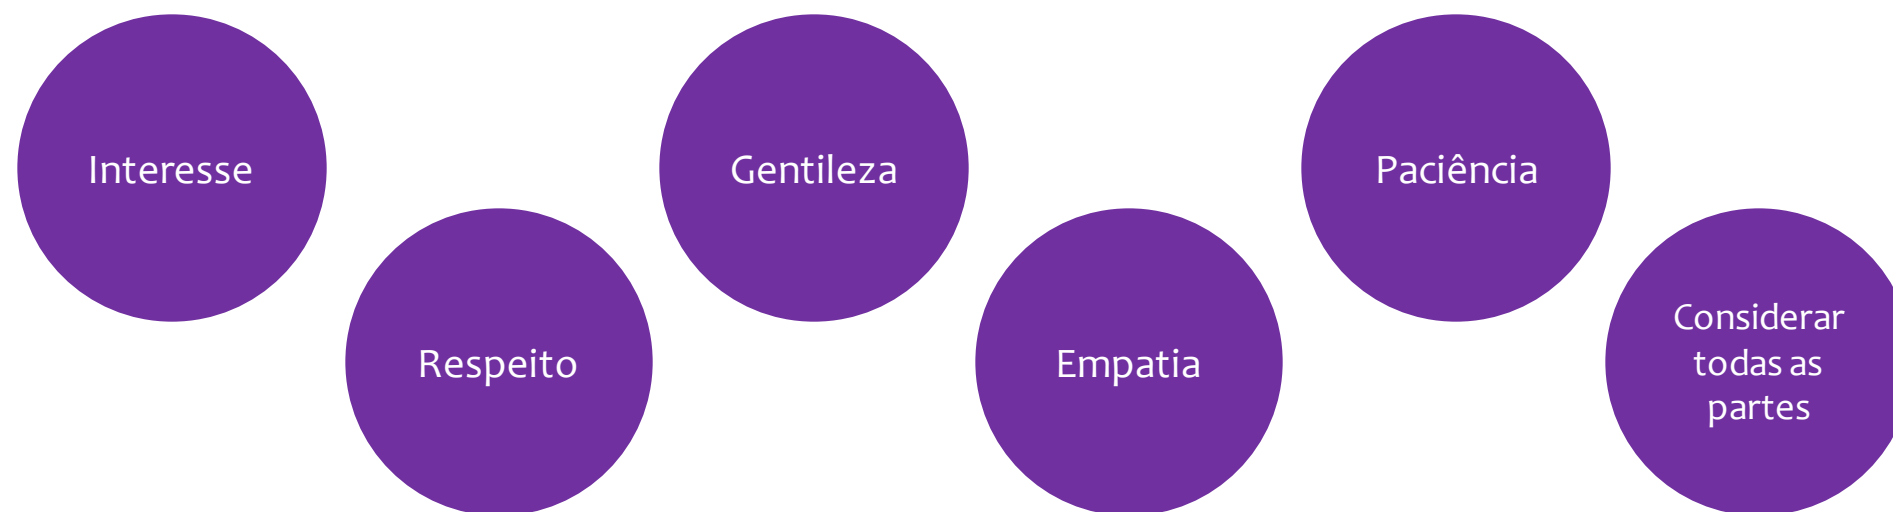 Interesse
Respeito
Gentileza
Empatia
Paciência
Considerar
todas as
partes